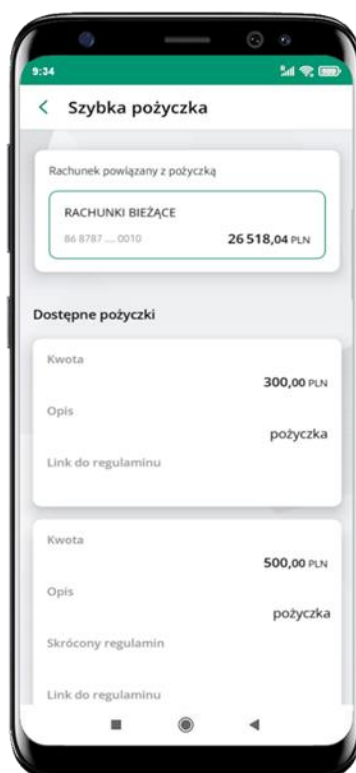 9:34
Szybka pożyczka
Rachunek powiązany z pożyczką
RACHUNKI BIEŻĄCE
86 8787 .... 0010 26 518,04 PLN
Dostępne pożyczki
Kwota
300,00 PLN
Opis
pożyczka
Link do regulaminu
Kwota
500,00 PLN
Opis
pożyczka
Skrócony regulamin
Link do regulaminu